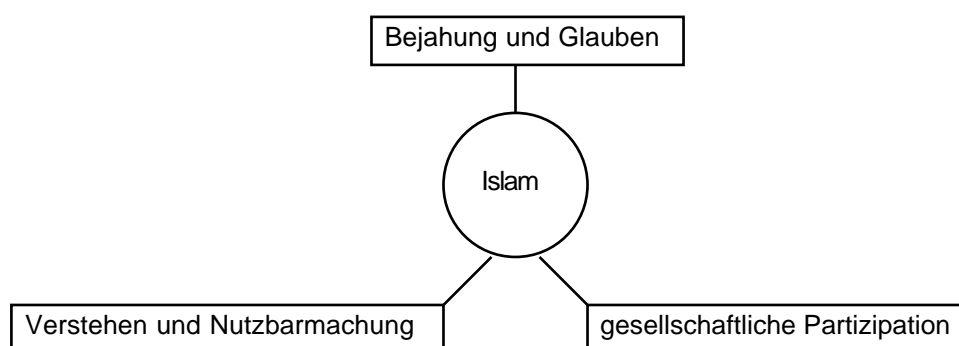 Bejahung und Glauben
Islam
Verstehen und Nutzbarmachung
gesellschaftliche Partizipation